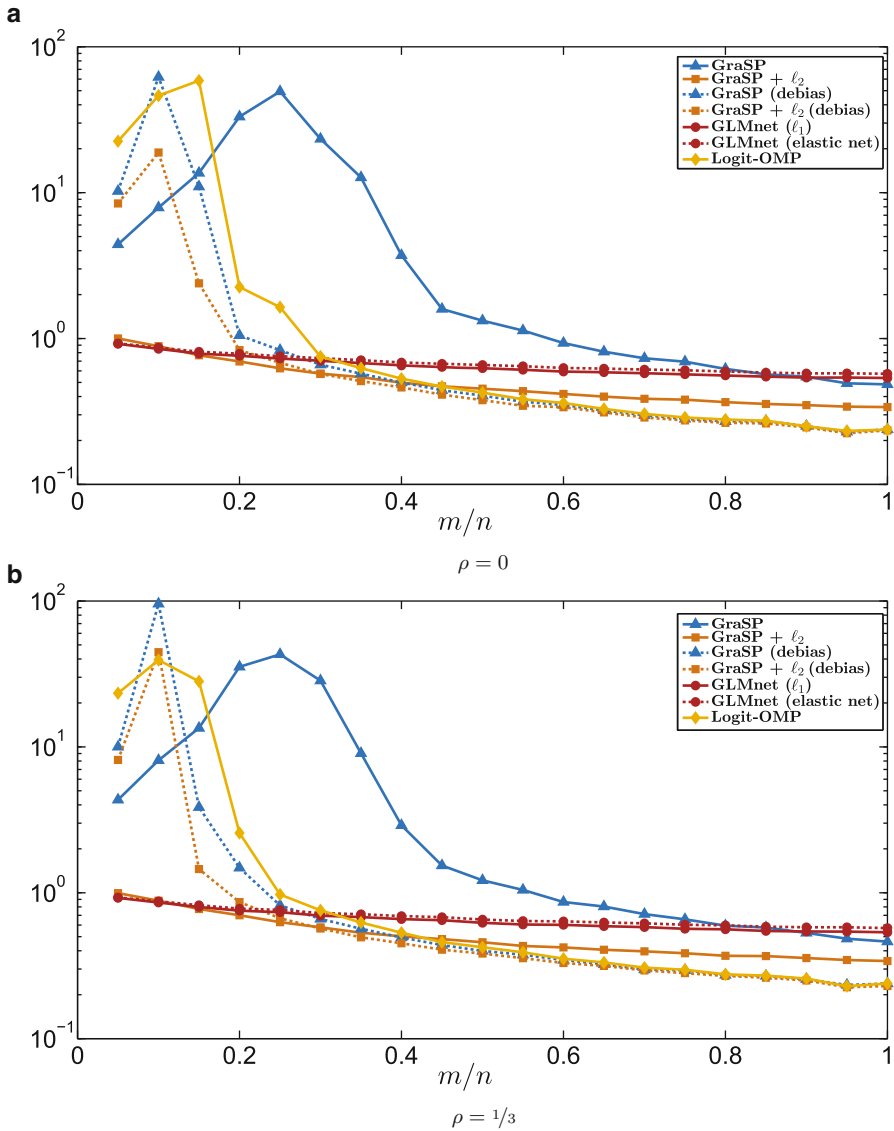 a
10^2
10^1
10^0
10^-1
GraSP
GraSP + ℓ₂
GraSP (debias)
GraSP + ℓ₂ (debias)
GLMnet (ℓ₁)
GLMnet (elastic net)
Logit-OMP
0 0.2 0.4 0.6 0.8 1
m/n
ρ = 0
b
10^2
10^1
10^0
10^-1
GraSP
GraSP + ℓ₂
GraSP (debias)
GraSP + ℓ₂ (debias)
GLMnet (ℓ₁)
GLMnet (elastic net)
Logit-OMP
0 0.2 0.4 0.6 0.8 1
m/n
ρ = 1/3